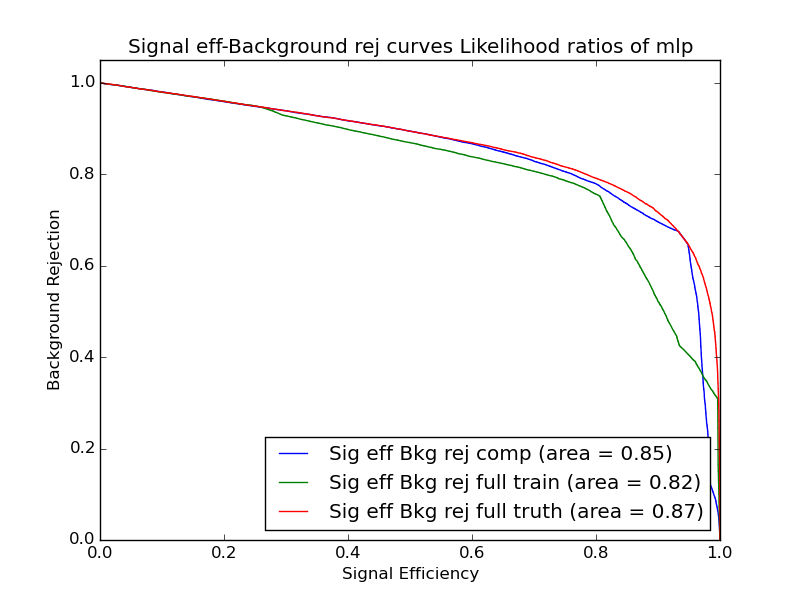 Signal eff-Background rej curves Likelihood ratios of mlp
Background Rejection
1.0
0.8
0.6
0.4
0.2
0.0
Sig eff Bkg rej comp (area = 0.85)
Sig eff Bkg rej full train (area = 0.82)
Sig eff Bkg rej full truth (area = 0.87)
0.0 0.2 0.4 0.6 0.8 1.0
Signal Efficiency